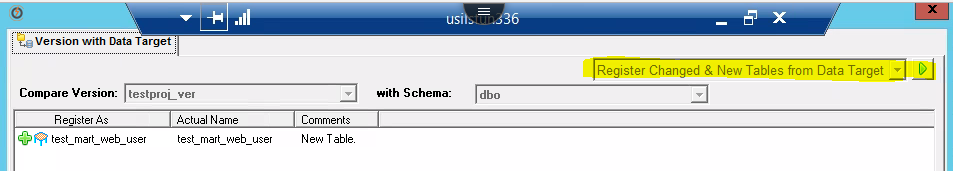 usilsfun336
Version with Data Target
Register Changed & New Tables from Data Target
Compare Version: testproj_ver with Schema: dbo
Register As Actual Name Comments
test_mart_web_user test_mart_web_user New Table.